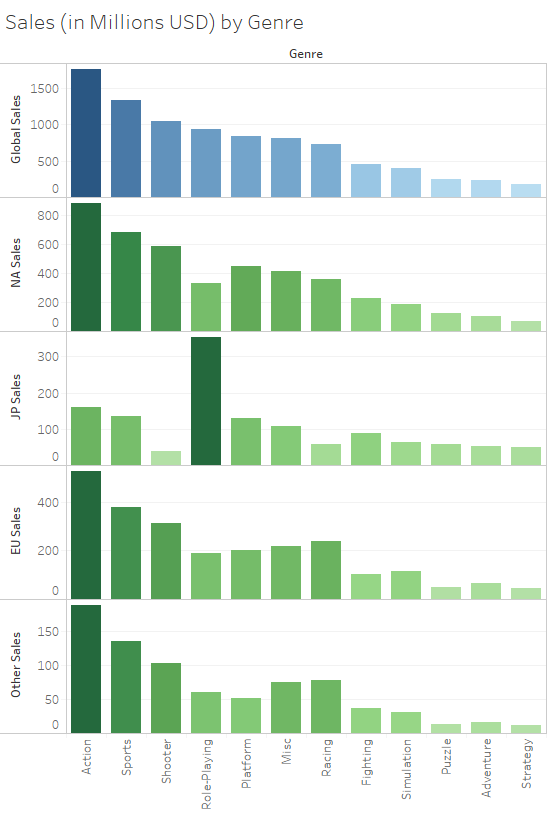 Sales (in Millions USD) by Genre
Genre
Global Sales
1500
1000
500
0
NA Sales
800
600
400
200
0
JP Sales
300
200
100
0
EU Sales
400
200
0
Other Sales
150
100
50
0
Action
Sports
Shooter
Role-Playing
Platform
Misc
Racing
Fighting
Simulation
Puzzle
Adventure
Strategy